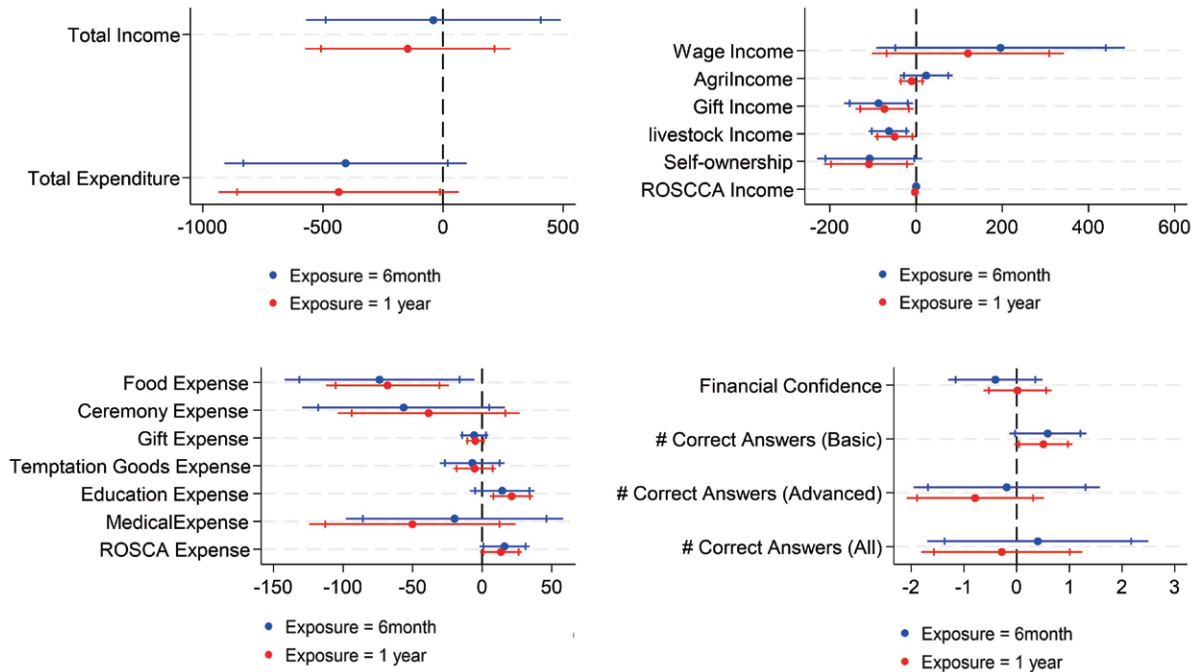 Total Income
Total Expenditure
-1000 -500 0 500
Exposure = 6month
Exposure = 1 year
Wage Income
AgriIncome
Gift Income
livestock Income
Self-ownership
ROSCCA Income
-200 0 200 400 600
Exposure = 6month
Exposure = 1 year
Food Expense
Ceremony Expense
Gift Expense
Temptation Goods Expense
Education Expense
MedicalExpense
ROSCA Expense
-150 -100 -50 0 50
Exposure = 6month
Exposure = 1 year
Financial Confidence
# Correct Answers (Basic)
# Correct Answers (Advanced)
# Correct Answers (All)
-2 -1 0 1 2 3
Exposure = 6month
Exposure = 1 year